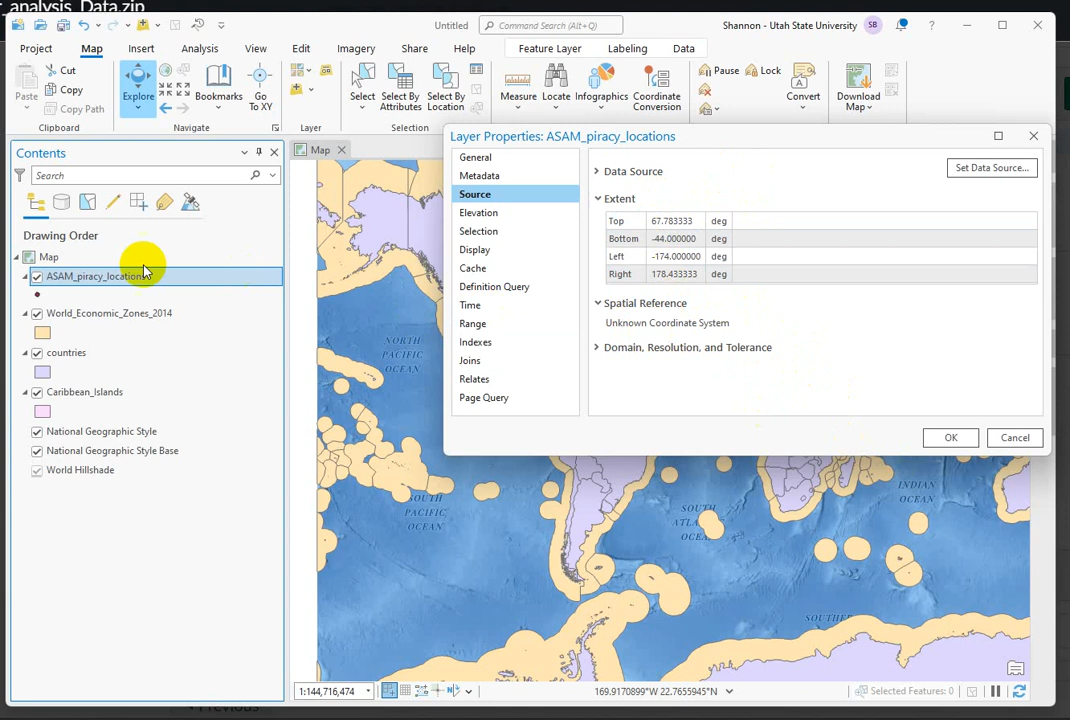 t_analysis_Data.zip
Untitled
Command Search (Alt+Q)
Shannon - Utah State University
SB
?
Project
Map
Insert
Analysis
View
Edit
Imagery
Share
Help
Feature Layer
Labeling
Data
Paste
Cut
Copy
Copy Path
Clipboard
Explore
Bookmarks
Go To XY
Navigate
Layer
Select
Select By Attributes
Select By Location
Selection
Measure
Locate
Infographics
Coordinate Conversion
Pause
Lock
Convert
Download Map
Contents
Search
Drawing Order
Map
ASAM_piracy_locations
World_Economic_Zones_2014
countries
Caribbean_Islands
National Geographic Style
National Geographic Style Base
World Hillshade
Map
Layer Properties: ASAM_piracy_locations
General
Metadata
Source
Elevation
Selection
Display
Cache
Definition Query
Time
Range
Indexes
Joins
Relates
Page Query
Data Source
Set Data Source...
Extent
Top 67.783333 deg
Bottom -44.000000 deg
Left -174.000000 deg
Right 178.433333 deg
Spatial Reference
Unknown Coordinate System
Domain, Resolution, and Tolerance
OK
Cancel
NORTH
PACIFIC
OCEAN
SOUTH
PACIFIC
OCEAN
INDIAN
OCEAN
1:144,716,474
169.9170899°W 22.7655945°N
Selected Features: 0
Previous